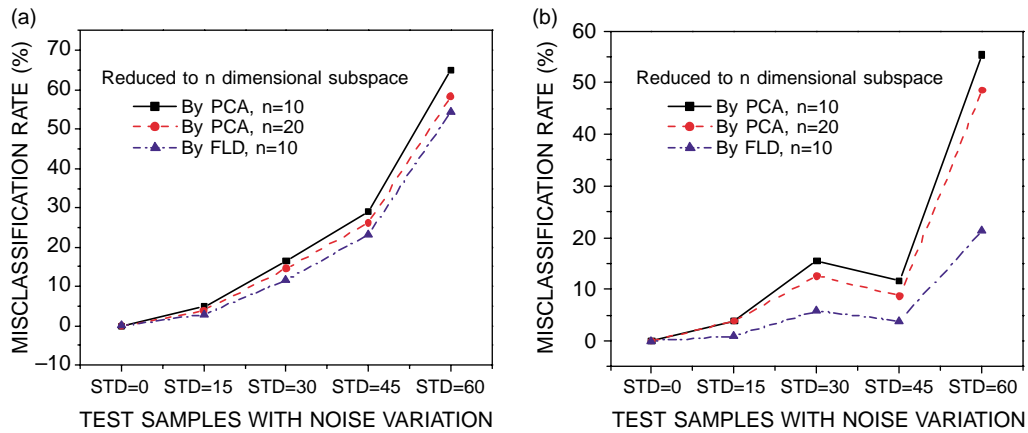 (a)
MISCLASSIFICATION RATE (%)
70
60
50
40
30
20
10
0
−10
Reduced to n dimensional subspace
By PCA, n=10
By PCA, n=20
By FLD, n=10
STD=0 STD=15 STD=30 STD=45 STD=60
TEST SAMPLES WITH NOISE VARIATION
(b)
MISCLASSIFICATION RATE (%)
60
50
40
30
20
10
0
Reduced to n dimensional subspace
By PCA, n=10
By PCA, n=20
By FLD, n=10
STD=0 STD=15 STD=30 STD=45 STD=60
TEST SAMPLES WITH NOISE VARIATION